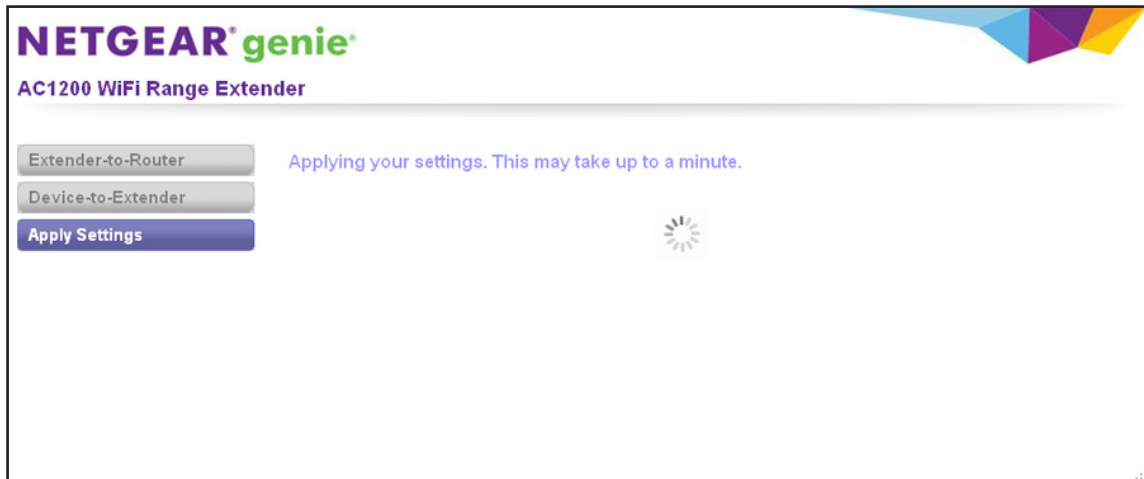 NETGEAR® genie®
AC1200 WiFi Range Extender
Extender-to-Router
Applying your settings. This may take up to a minute.
Device-to-Extender
Apply Settings